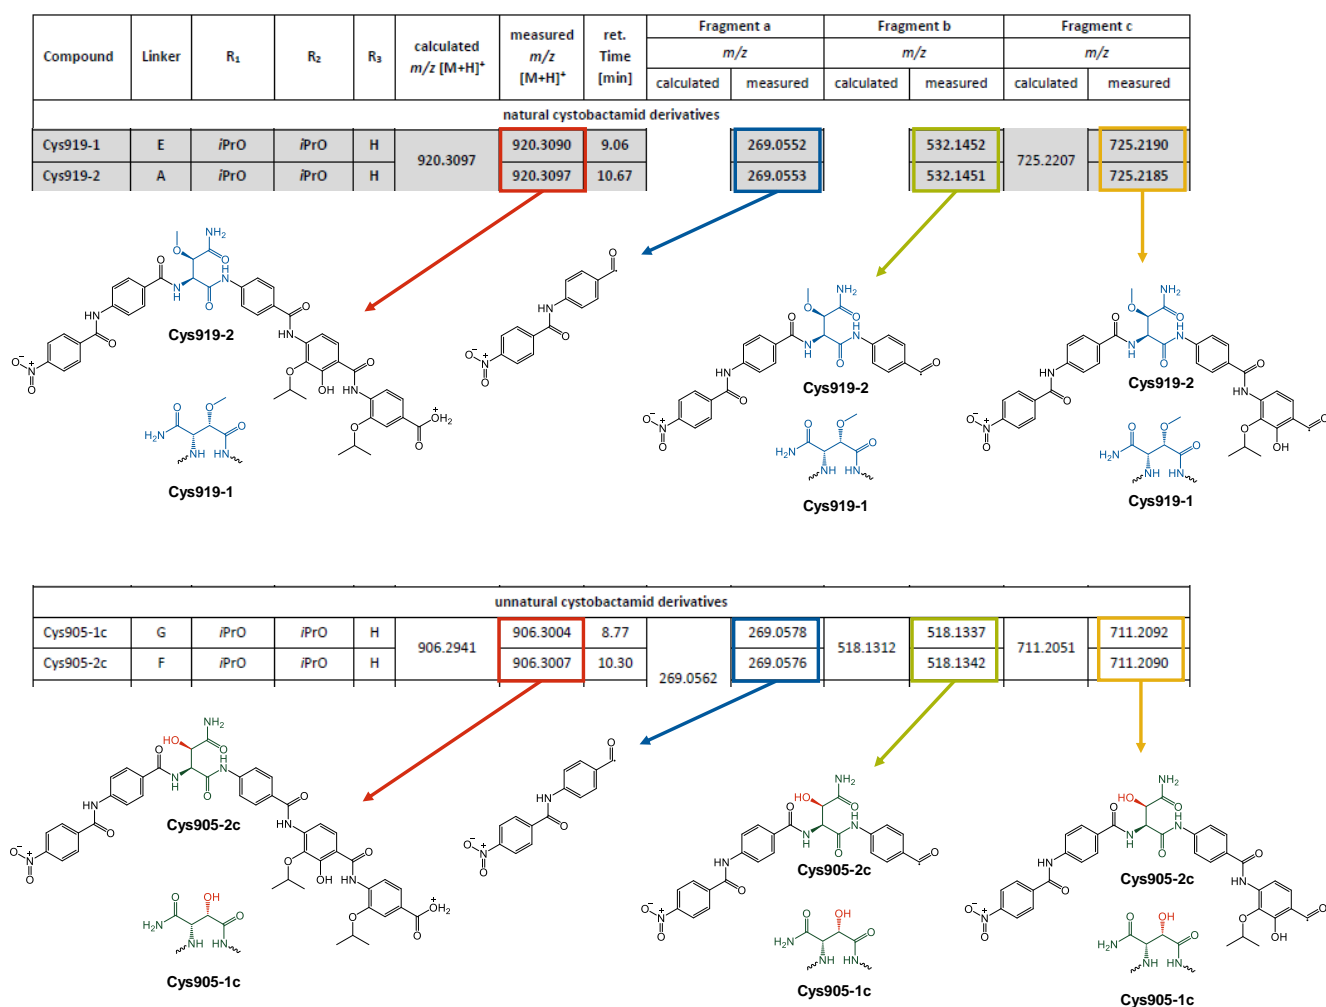 Compound Linker R1 R2 R3 calculated m/z [M+H]+ measured m/z [M+H]+ ret. Time [min] Fragment a Fragment b Fragment c
m/z m/z m/z
calculated measured calculated measured calculated measured
natural cystobactamid derivatives
Cys919-1 E iPrO iPrO H 920.3097 920.3090 9.06 269.0552 532.1452 725.2207 725.2190
Cys919-2 A iPrO iPrO H 920.3097 10.67 269.0553 532.1451 725.2185
Cys919-2
Cys919-1
Cys919-2
Cys919-1
Cys919-2
Cys919-1
unnatural cystobactamid derivatives
Cys905-1c G iPrO iPrO H 906.2941 906.3004 8.77 269.0562 269.0578 518.1312 518.1337 711.2051 711.2092
Cys905-2c F iPrO iPrO H 906.3007 10.30 269.0576 518.1342 711.2090
Cys905-2c
Cys905-1c
Cys905-2c
Cys905-1c
Cys905-2c
Cys905-1c